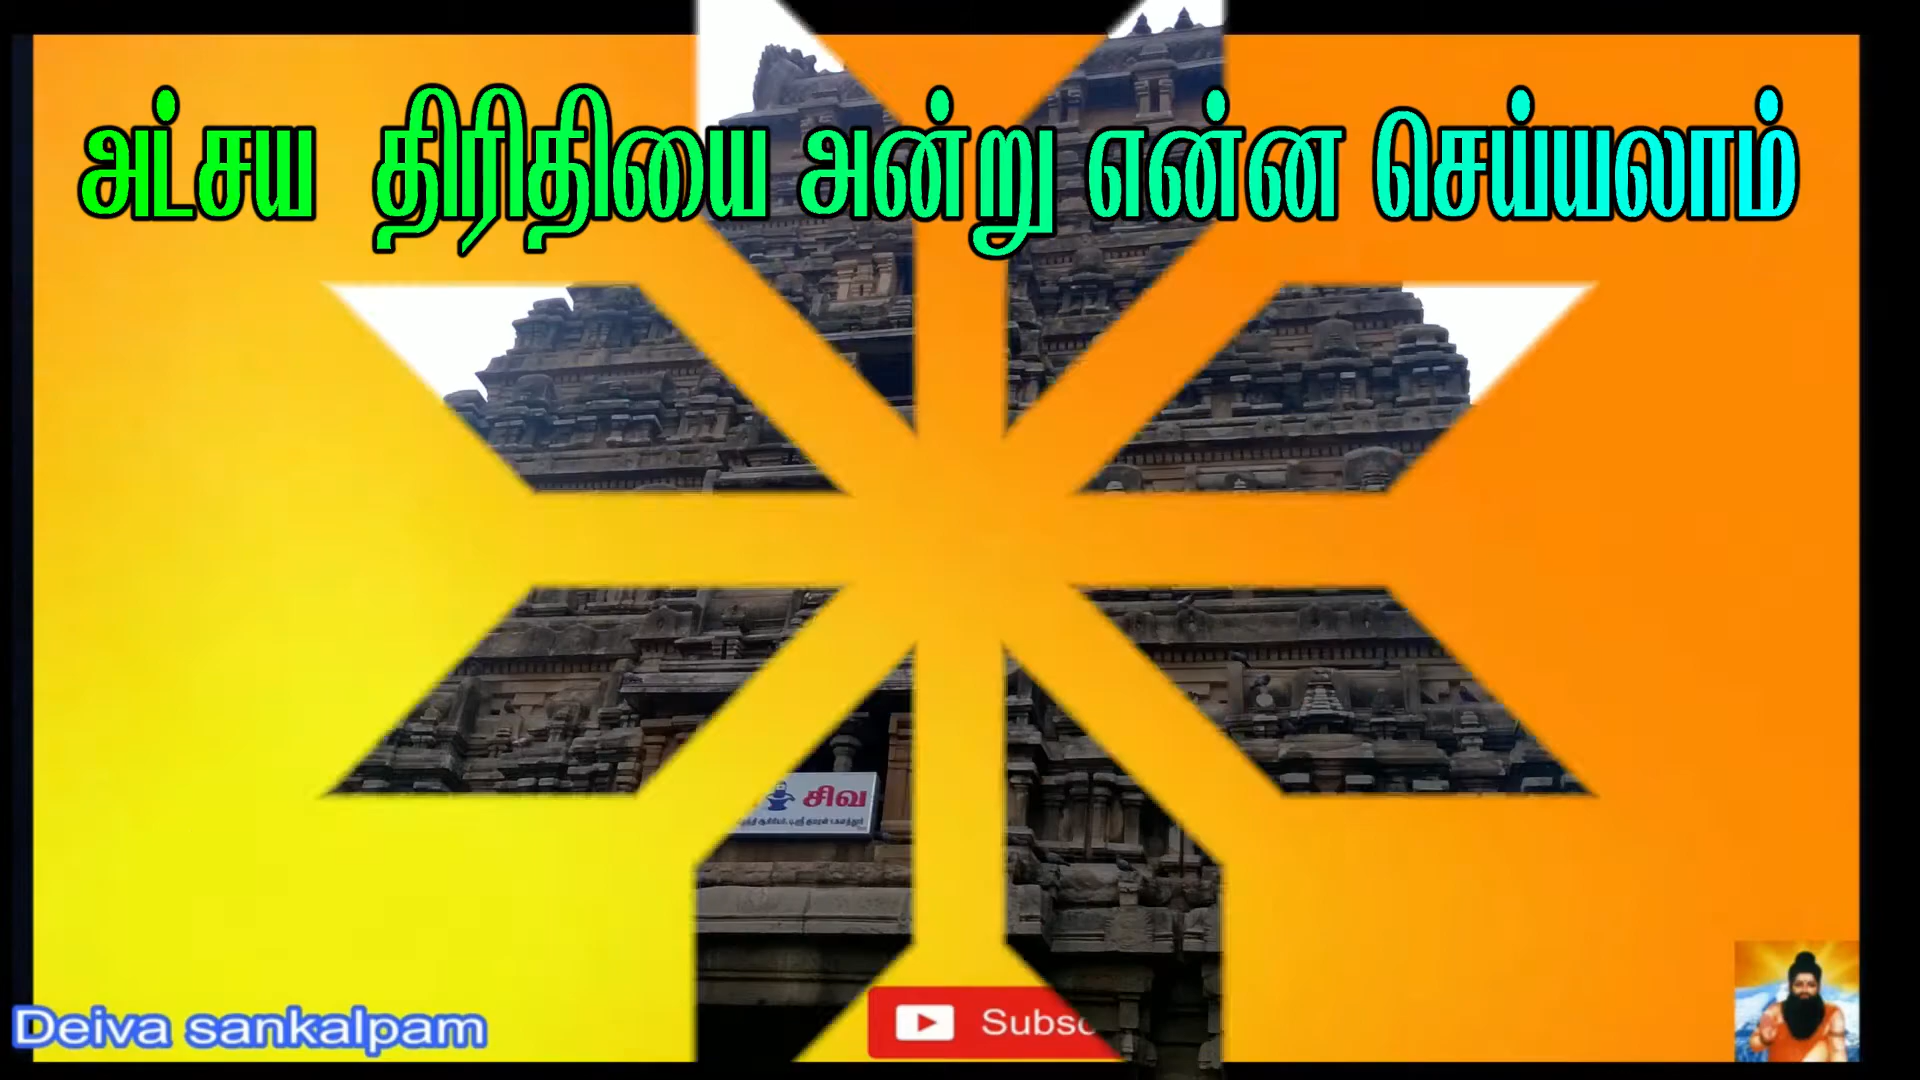 அட்சய திரிதியை அன்று என்ன செய்யலாம்
சிவ
Deiva sankalpam
Subsc